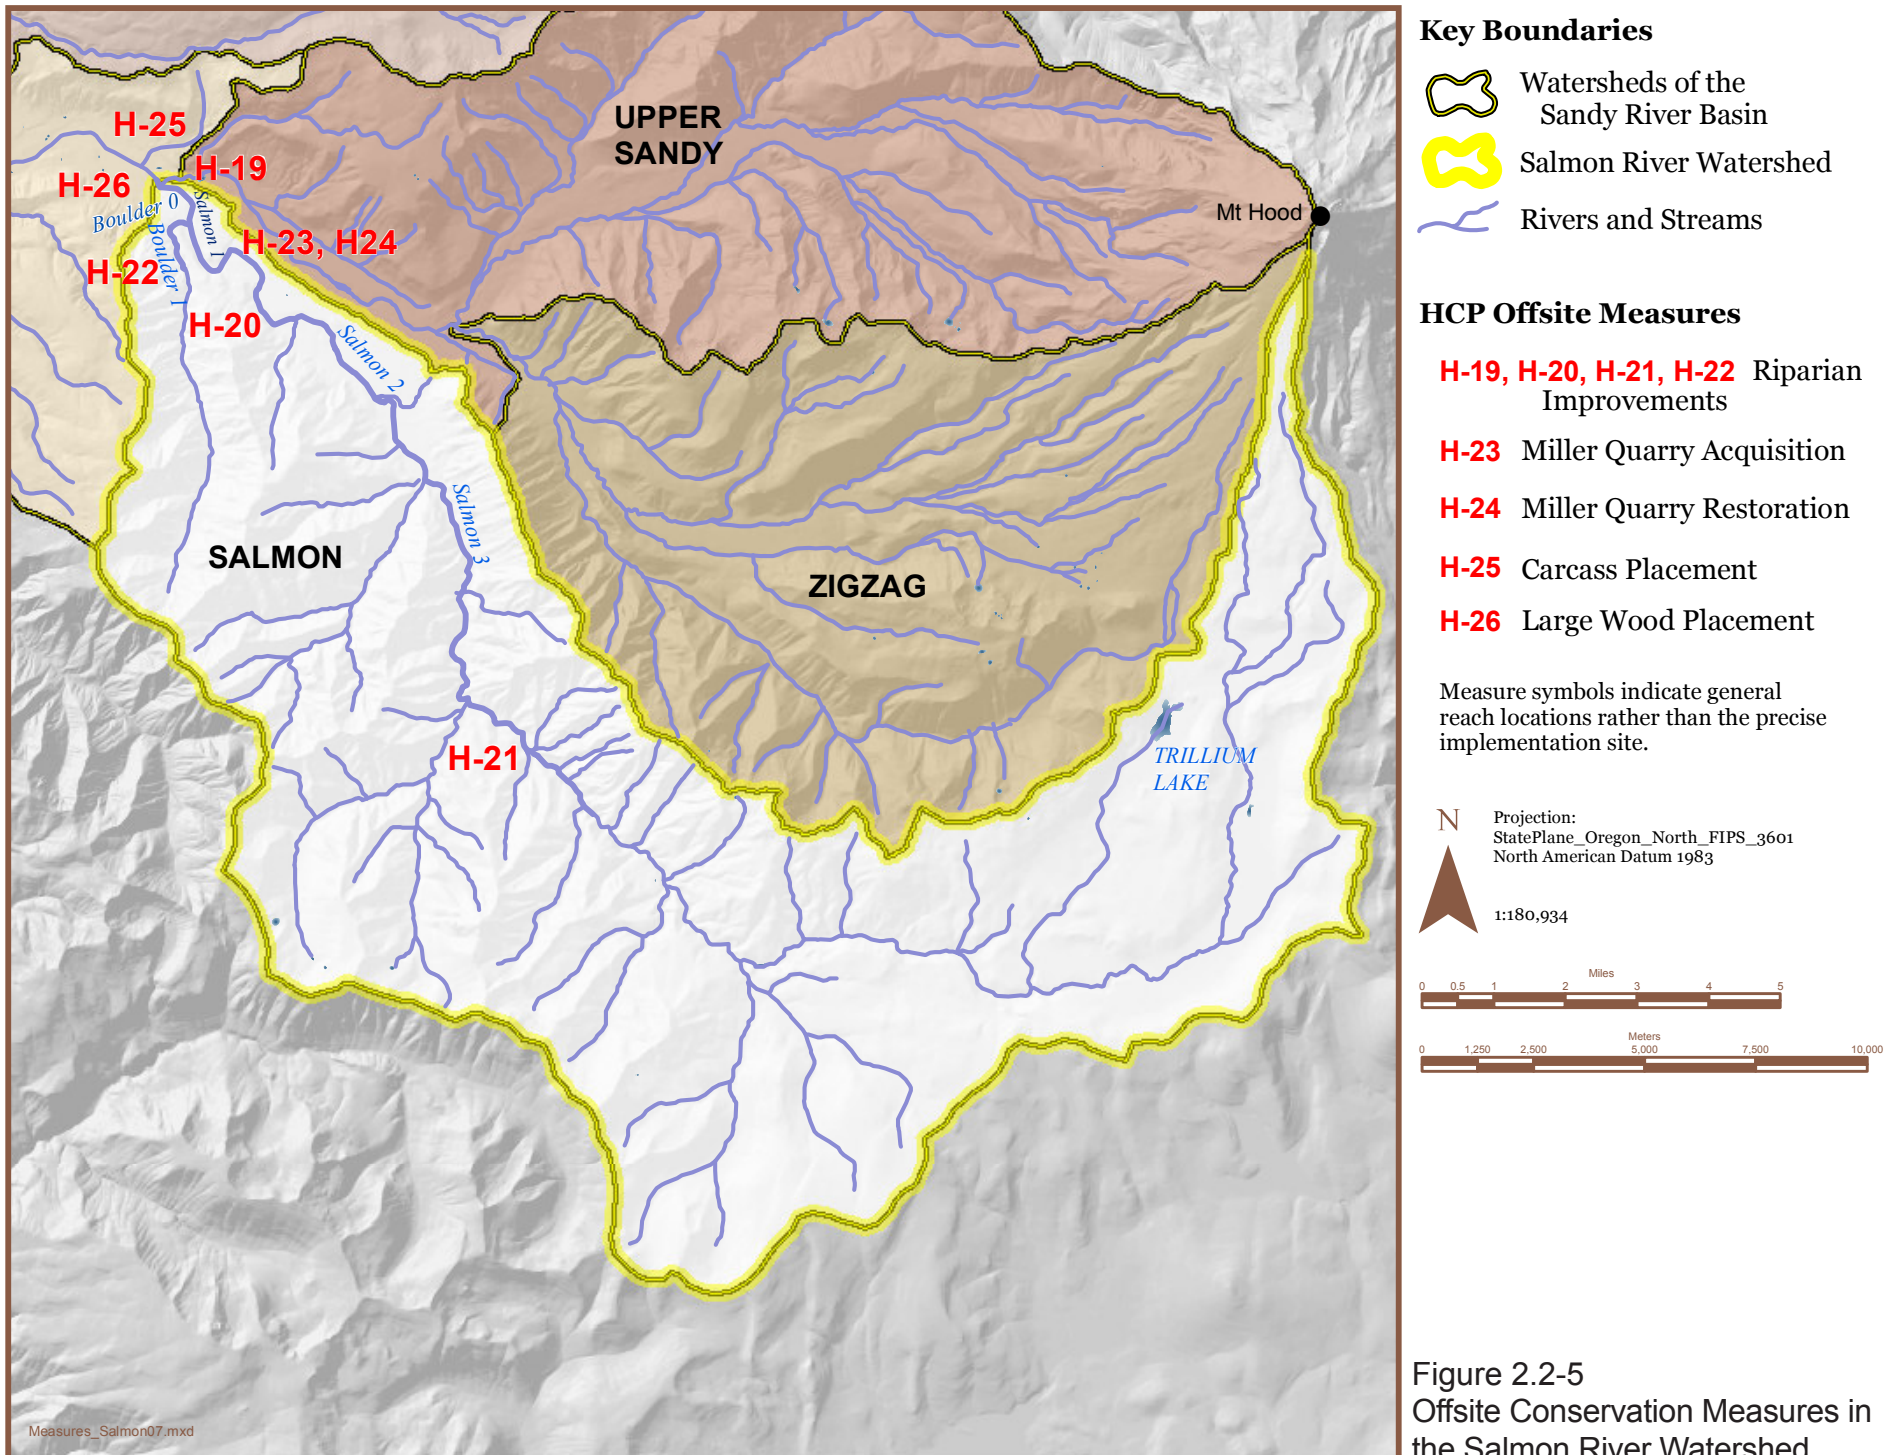 UPPER
SANDY
H-25
H-19
H-26
Boulder 0
Salmon 1
Boulder 1
H-23, H24
H-22
H-20
Salmon 2
Mt Hood
Salmon 3
SALMON
ZIGZAG
H-21
TRILLIUM
LAKE
Measures_Salmon07.mxd
Key Boundaries
Watersheds of the
Sandy River Basin
Salmon River Watershed
Rivers and Streams
HCP Offsite Measures
H-19, H-20, H-21, H-22 Riparian
Improvements
H-23 Miller Quarry Acquisition
H-24 Miller Quarry Restoration
H-25 Carcass Placement
H-26 Large Wood Placement
Measure symbols indicate general
reach locations rather than the precise
implementation site.
N
Projection:
StatePlane_Oregon_North_FIPS_3601
North American Datum 1983
1:180,934
Miles
0 0.5 1 2 3 4 5
Meters
0 1,250 2,500 5,000 7,500 10,000
Figure 2.2-5
Offsite Conservation Measures in
the Salmon River Watershed